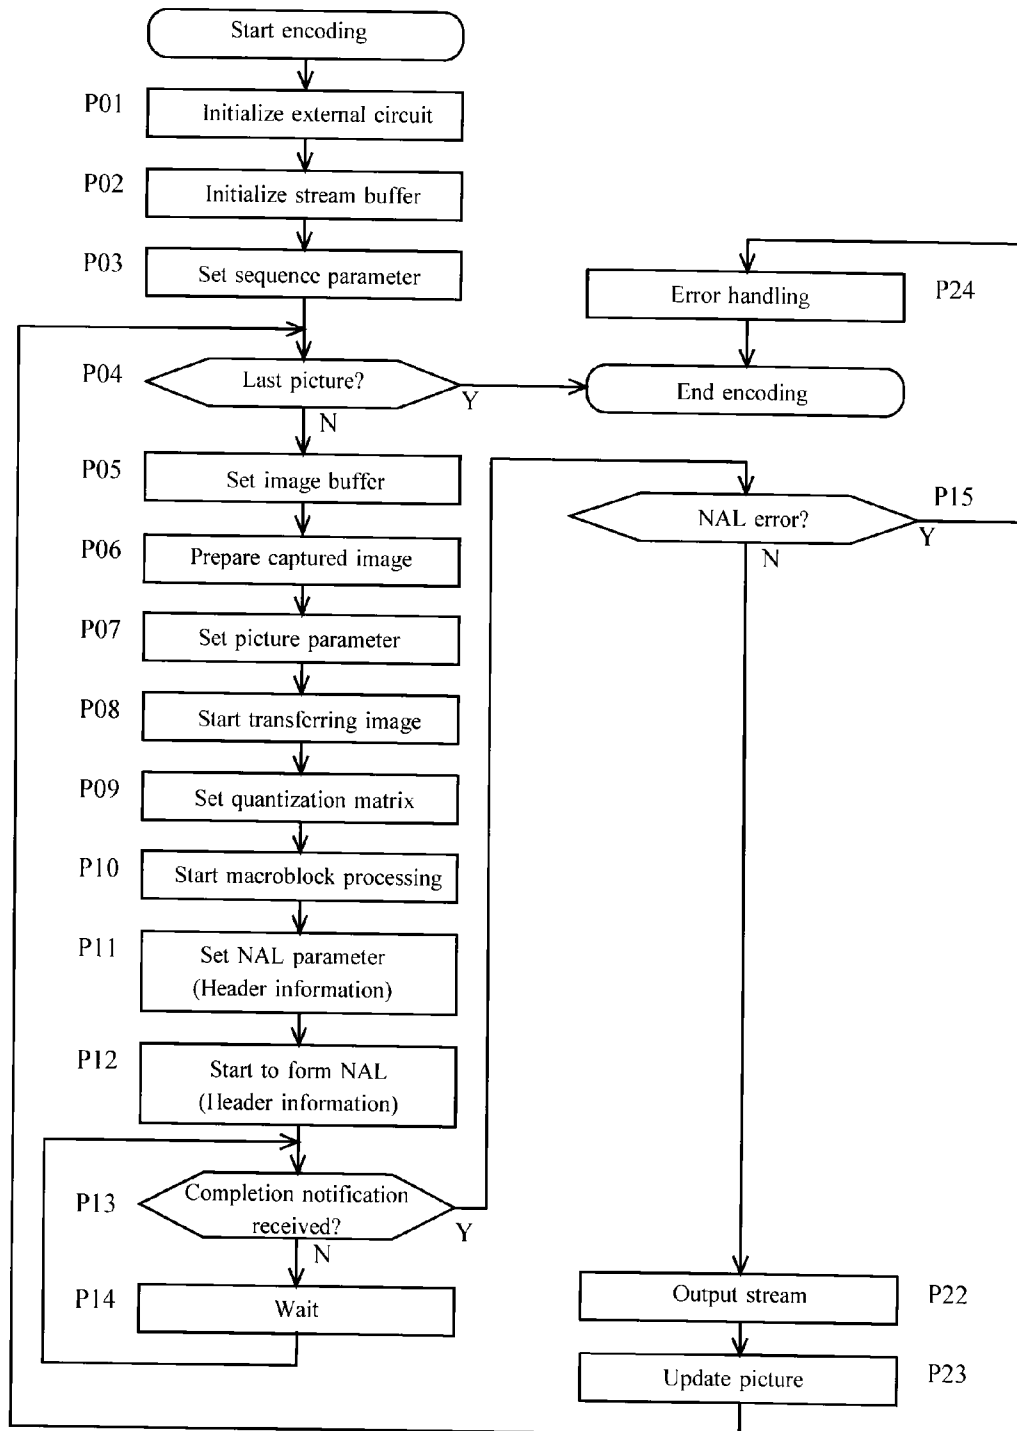 Start encoding
P01
Initialize external circuit
P02
Initialize stream buffer
P03
Set sequence parameter
P04
Last picture?
Y
N
P05
Set image buffer
P06
Prepare captured image
P07
Set picture parameter
P08
Start transferring image
P09
Set quantization matrix
P10
Start macroblock processing
P11
Set NAL parameter
(Header information)
P12
Start to form NAL
(Header information)
P13
Completion notification
received?
Y
N
P14
Wait
Error handling
P24
End encoding
P15
NAL error?
Y
N
Output stream
P22
Update picture
P23